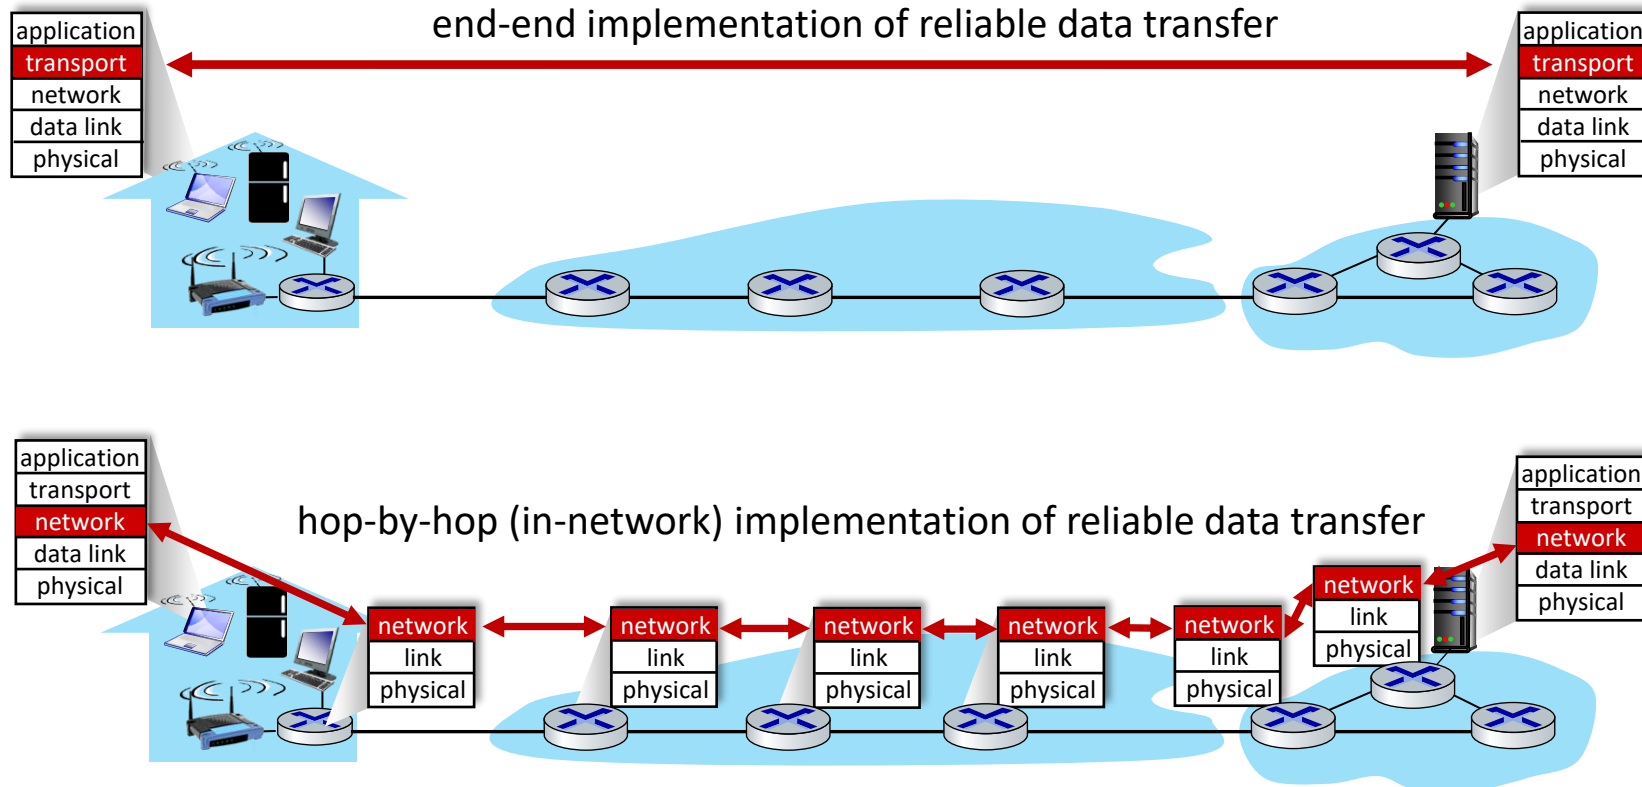 end-end implementation of reliable data transfer
application
transport
network
data link
physical
application
transport
network
data link
physical
hop-by-hop (in-network) implementation of reliable data transfer
application
transport
network
data link
physical
network
link
physical
network
link
physical
network
link
physical
network
link
physical
network
link
physical
network
link
physical
application
transport
network
data link
physical